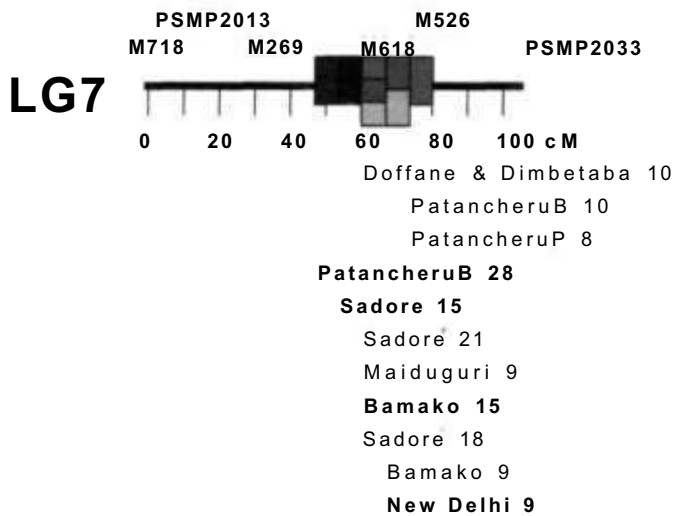 PSMP2013 M526
M718 M269 M618 PSMP2033
LG7
0 20 40 60 80 100 cM
Doffane & Dimbetaba 10
PatancheruB 10
PatancheruP 8
PatancheruB 28
Sadore 15
Sadore 21
Maiduguri 9
Bamako 15
Sadore 18
Bamako 9
New Delhi 9